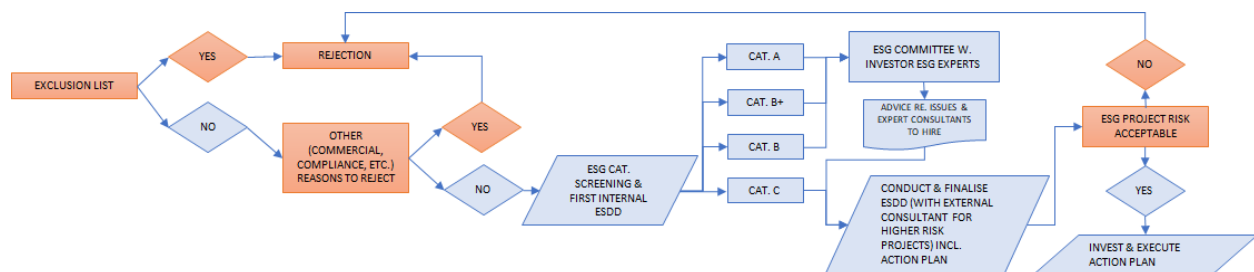 EXCLUSION LIST
YES
NO
REJECTION
OTHER
(COMMERCIAL,
COMPLIANCE, ETC.)
REASONS TO REJECT
YES
NO
ESG CAT.
SCREENING &
FIRST INTERNAL
ESDD
CAT. A
CAT. B+
CAT. B
CAT. C
ESG COMMITTEE W.
INVESTOR ESG EXPERTS
ADVICE RE. ISSUES &
EXPERT CONSULTANTS
TO HIRE
CONDUCT & FINALISE
ESDD (WITH EXTERNAL
CONSULTANT FOR
HIGHER RISK
PROJECTS) INCL.
ACTION PLAN
NO
ESG PROJECT RISK
ACCEPTABLE
YES
INVEST & EXECUTE
ACTION PLAN